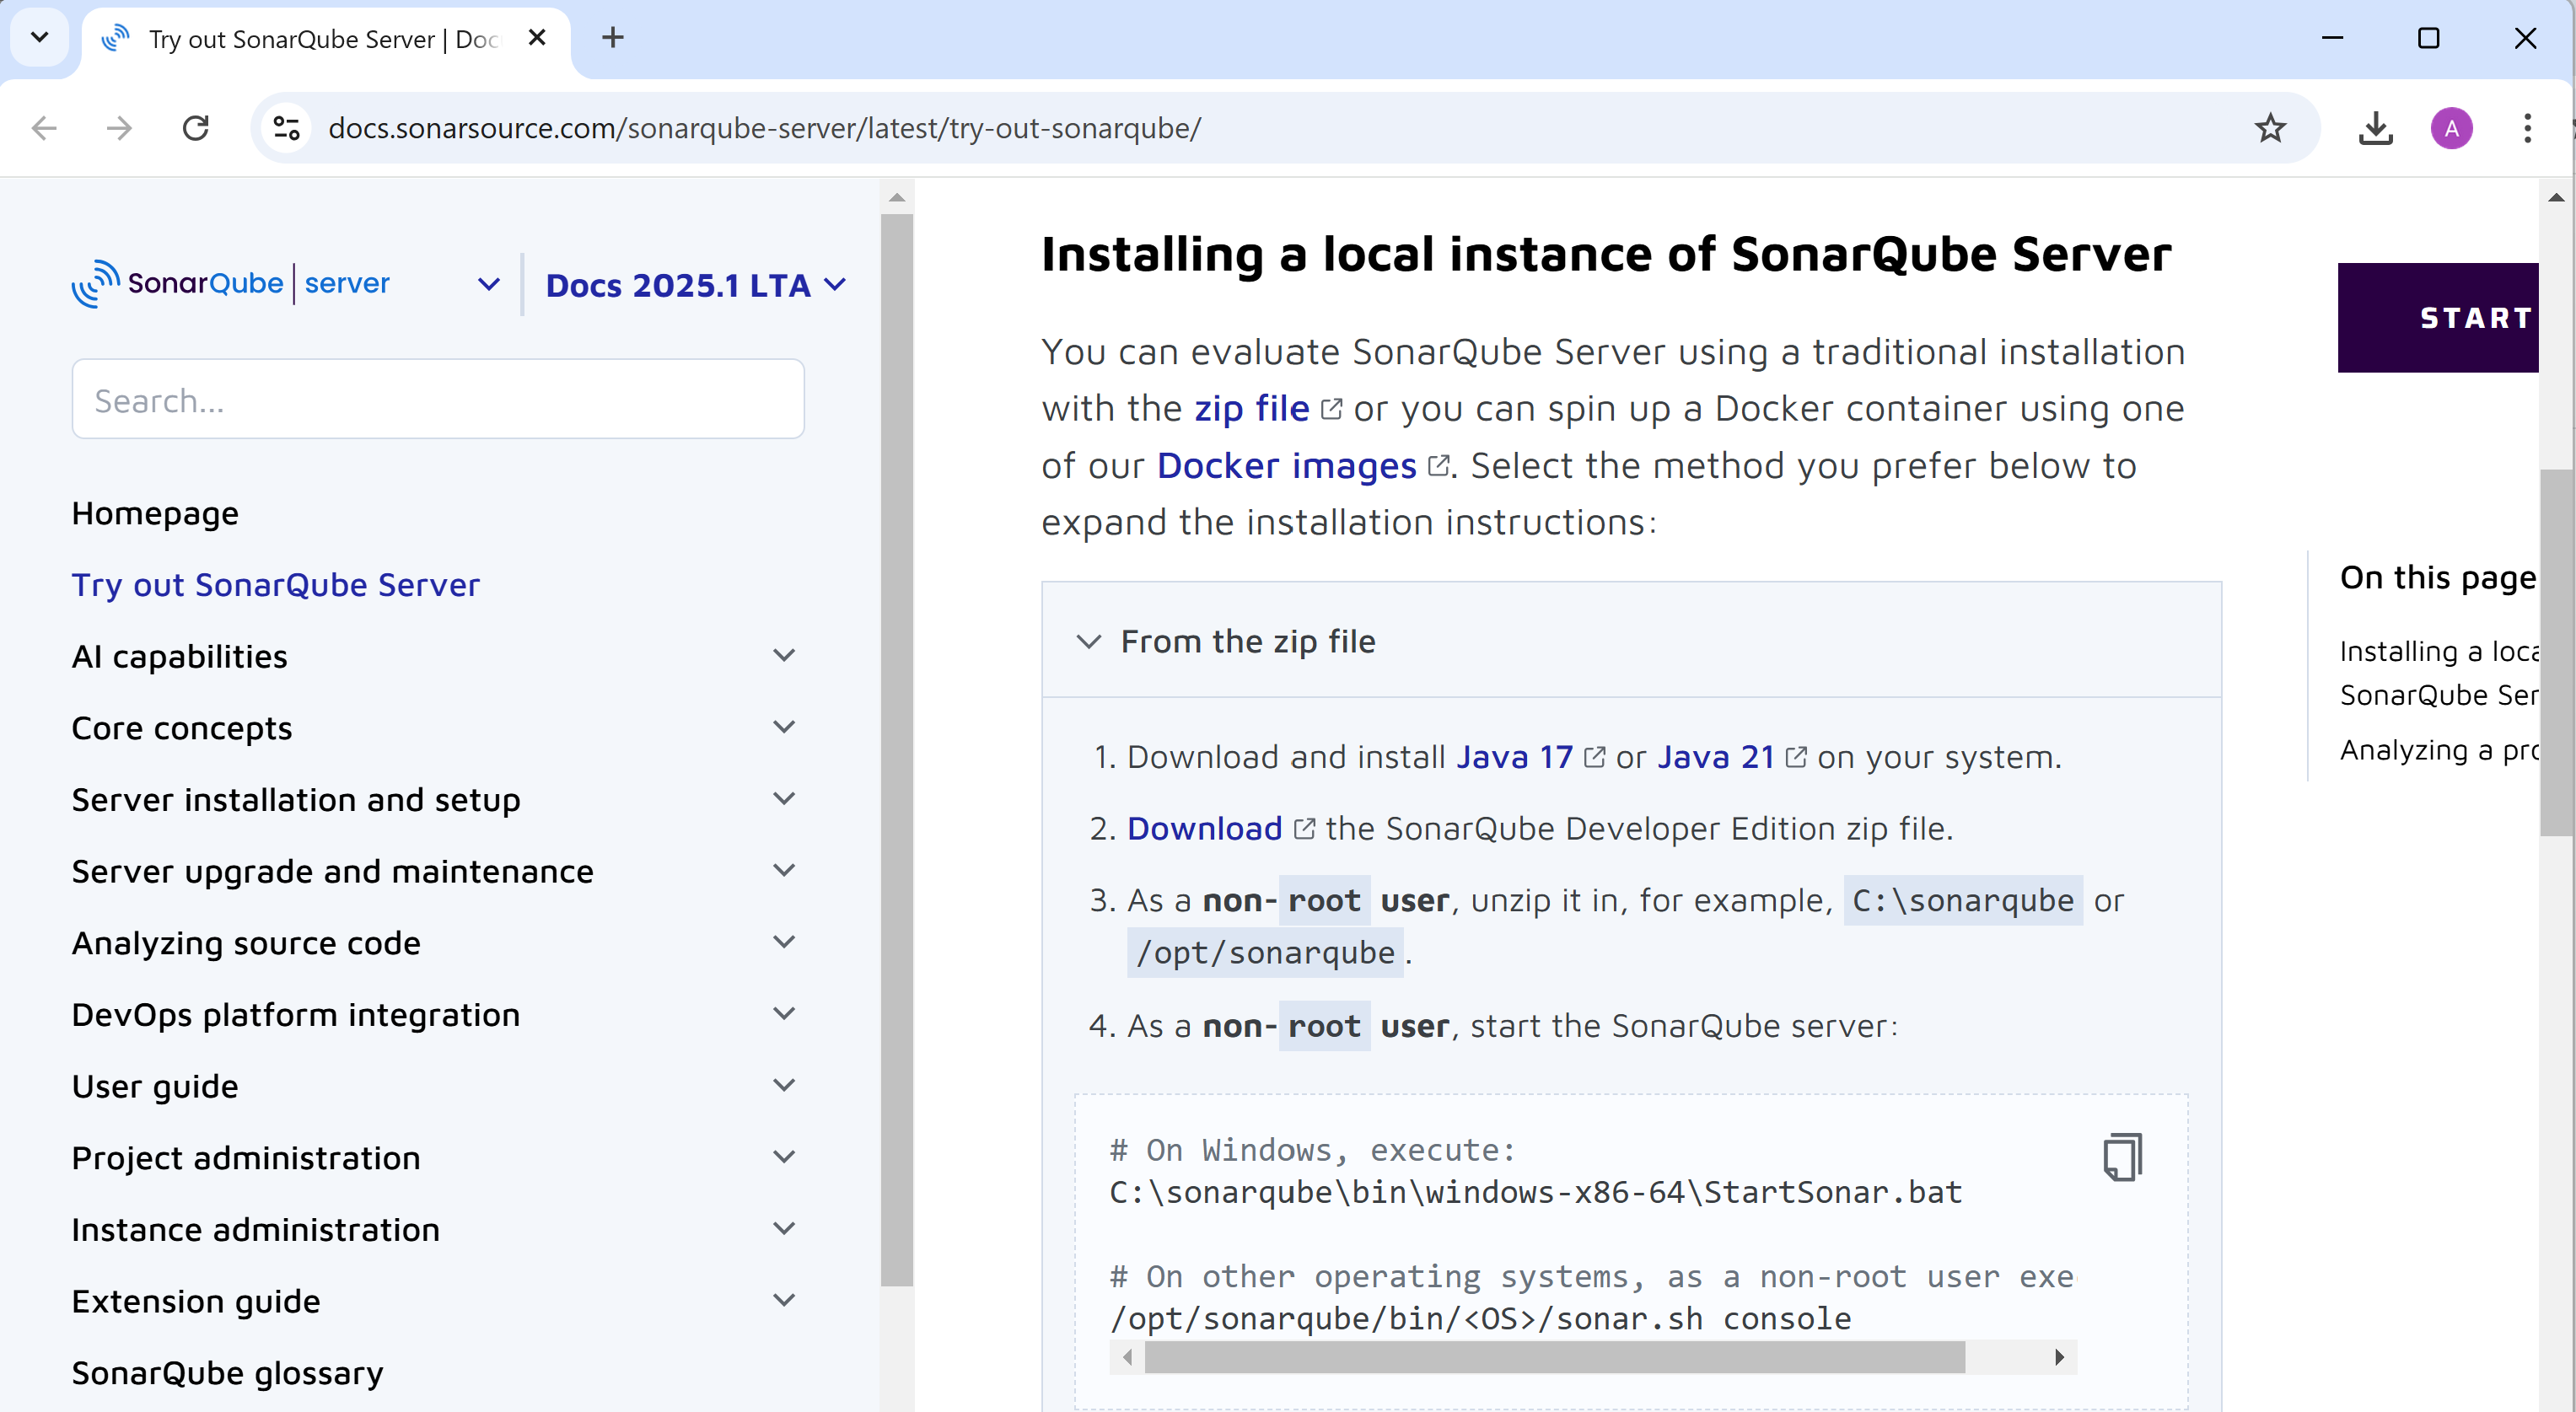 Try out SonarQube Server | Doc
docs.sonarsource.com/sonarqube-server/latest/try-out-sonarqube/
A
SonarQube | server
Docs 2025.1 LTA
Search...
Homepage
Try out SonarQube Server
AI capabilities
Core concepts
Server installation and setup
Server upgrade and maintenance
Analyzing source code
DevOps platform integration
User guide
Project administration
Instance administration
Extension guide
SonarQube glossary
Installing a local instance of SonarQube Server
You can evaluate SonarQube Server using a traditional installation
with the zip file or you can spin up a Docker container using one
of our Docker images. Select the method you prefer below to
expand the installation instructions:
From the zip file
1. Download and install Java 17 or Java 21 on your system.
2. Download the SonarQube Developer Edition zip file.
3. As a non-root user, unzip it in, for example, C:\sonarqube or
/opt/sonarqube.
4. As a non-root user, start the SonarQube server:
# On Windows, execute:
C:\sonarqube\bin\windows-x86-64\StartSonar.bat
# On other operating systems, as a non-root user exe
/opt/sonarqube/bin/<OS>/sonar.sh console
START
On this page
Installing a loca
SonarQube Ser
Analyzing a pro